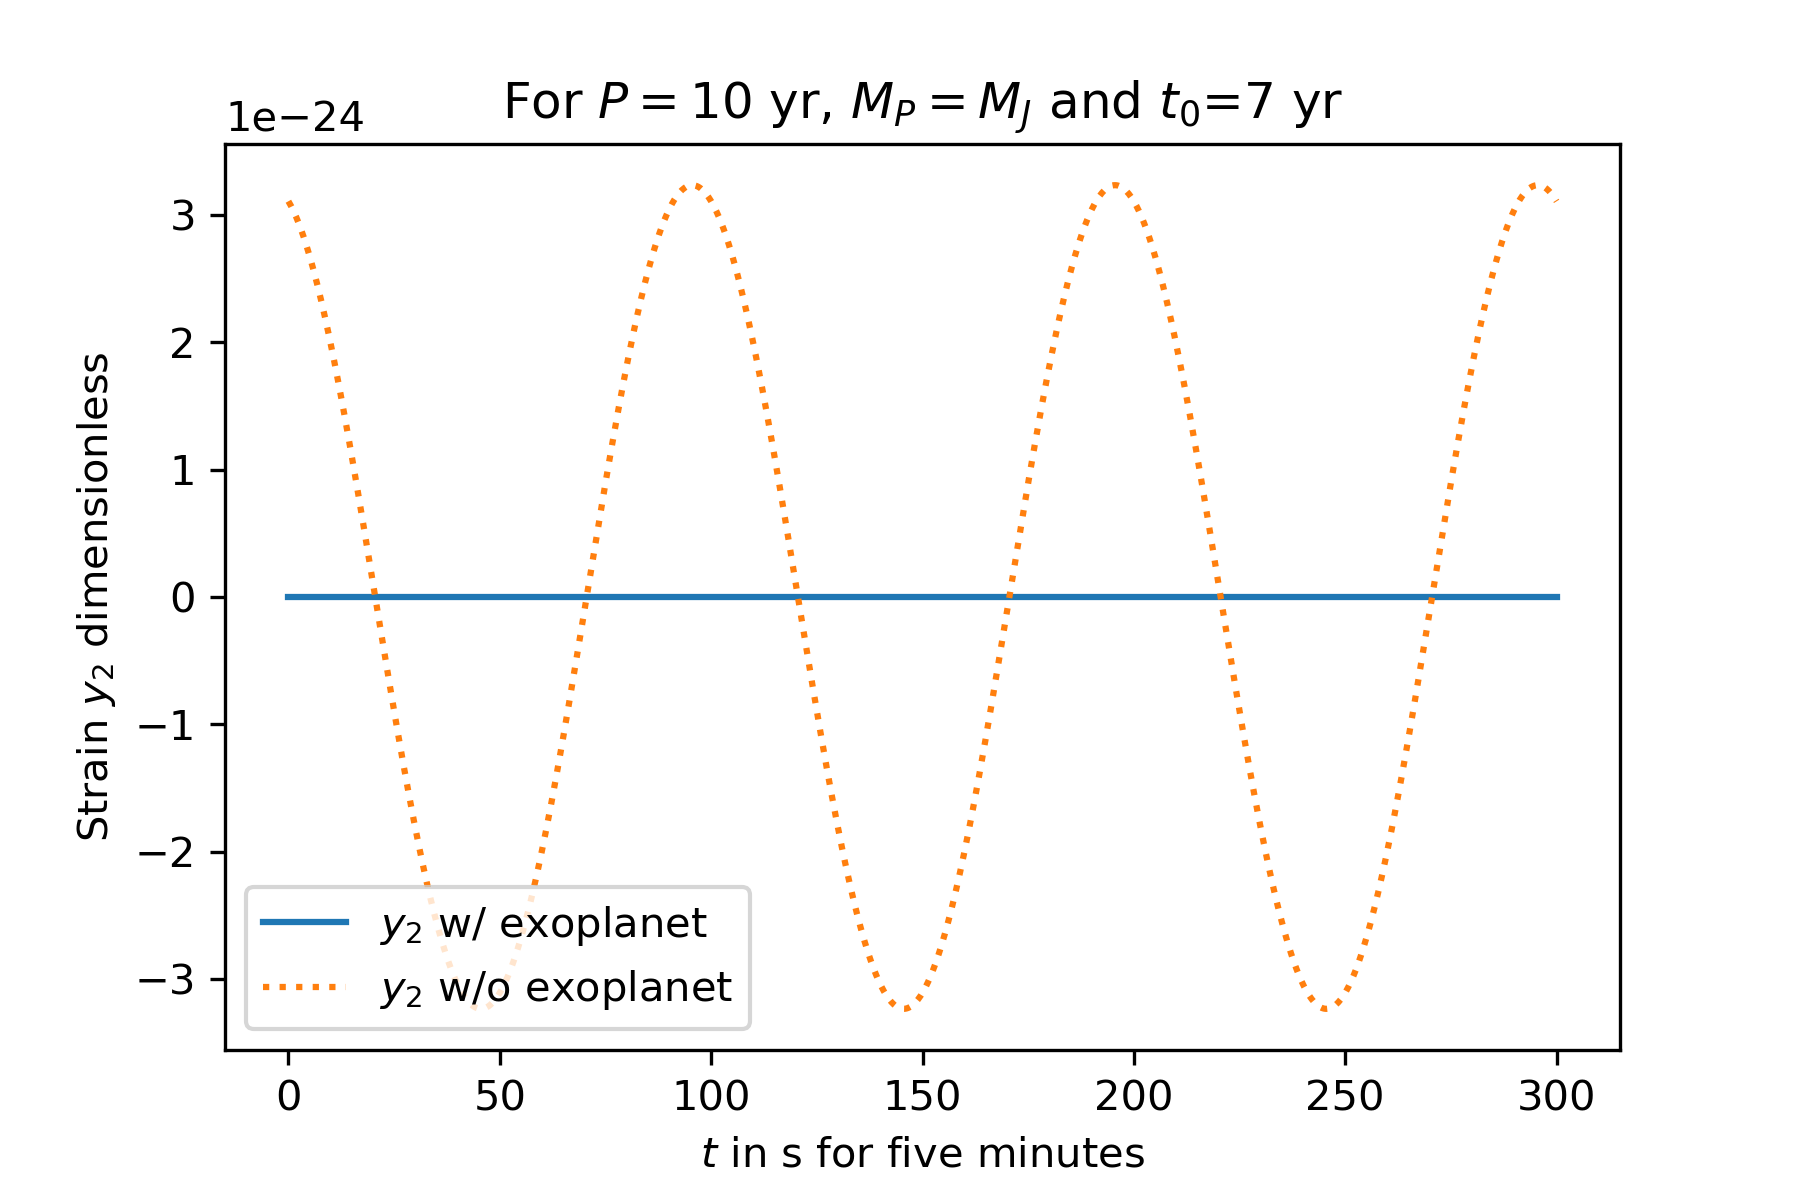 For P = 10 yr, M_P = M_J and t_0=7 yr
1e−24
3
2
1
0
−1
−2
−3
Strain y_2 dimensionless
y_2 w/ exoplanet
y_2 w/o exoplanet
0 50 100 150 200 250 300
t in s for five minutes